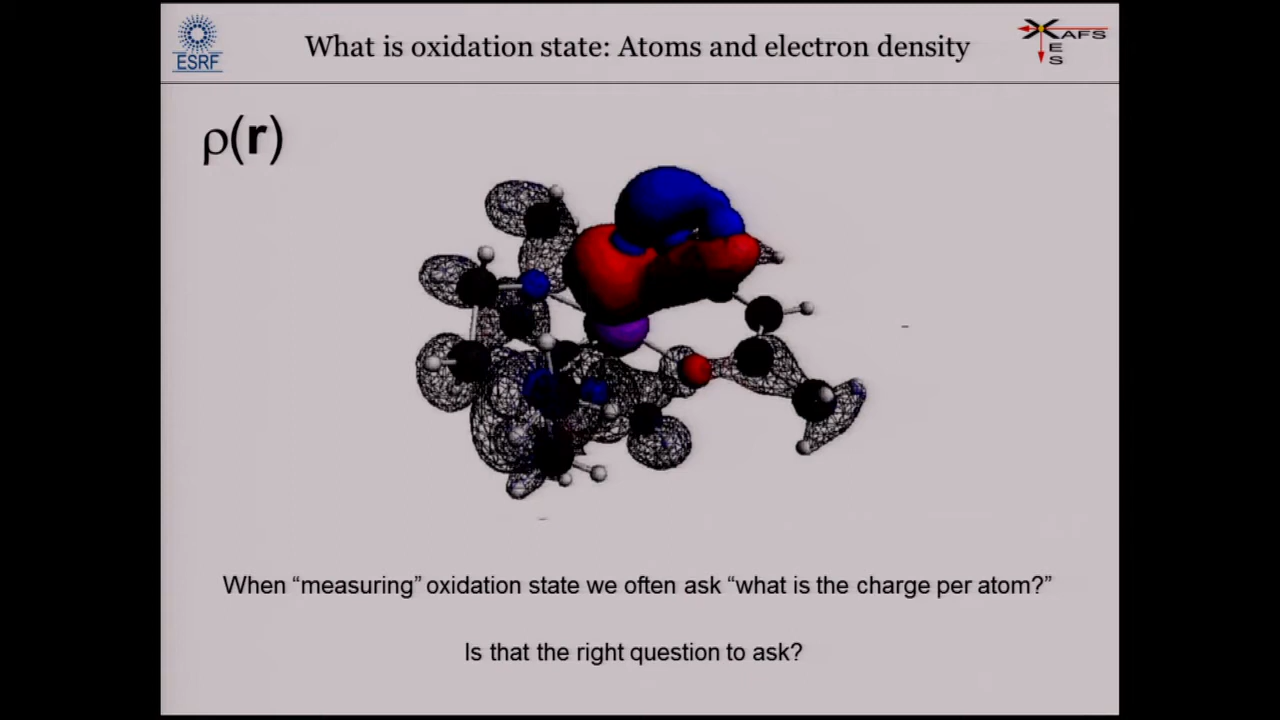 What is oxidation state: Atoms and electron density
ESRF
XAFS
E
S
ρ(r)
When “measuring” oxidation state we often ask “what is the charge per atom?”
Is that the right question to ask?